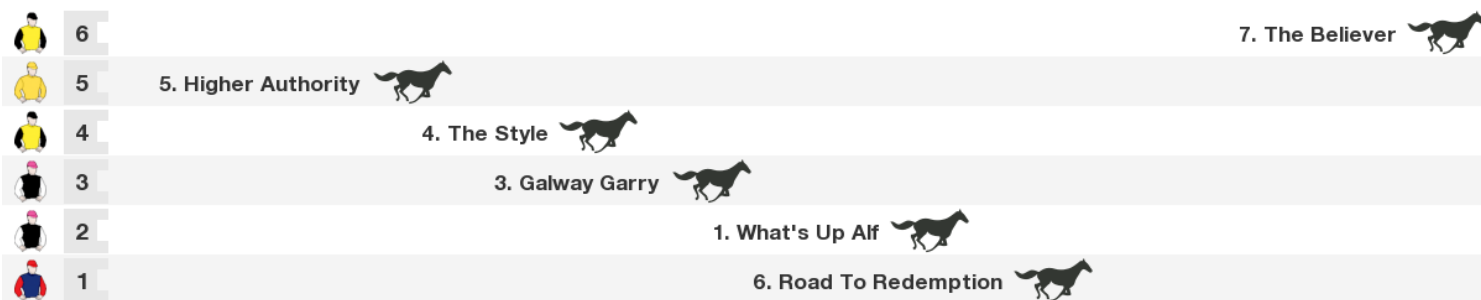 6 7. The Believer
5 5. Higher Authority
4 4. The Style
3 3. Galway Garry
2 1. What's Up Alf
1 6. Road To Redemption